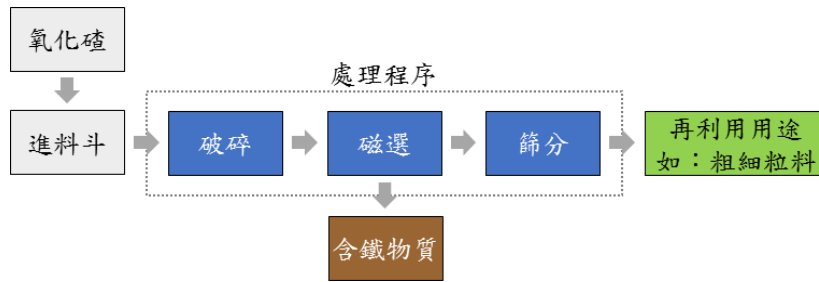 氧化碴
處理程序
進料斗
破碎
磁選
篩分
再利用用途
如：粗細粒料
含鐵物質